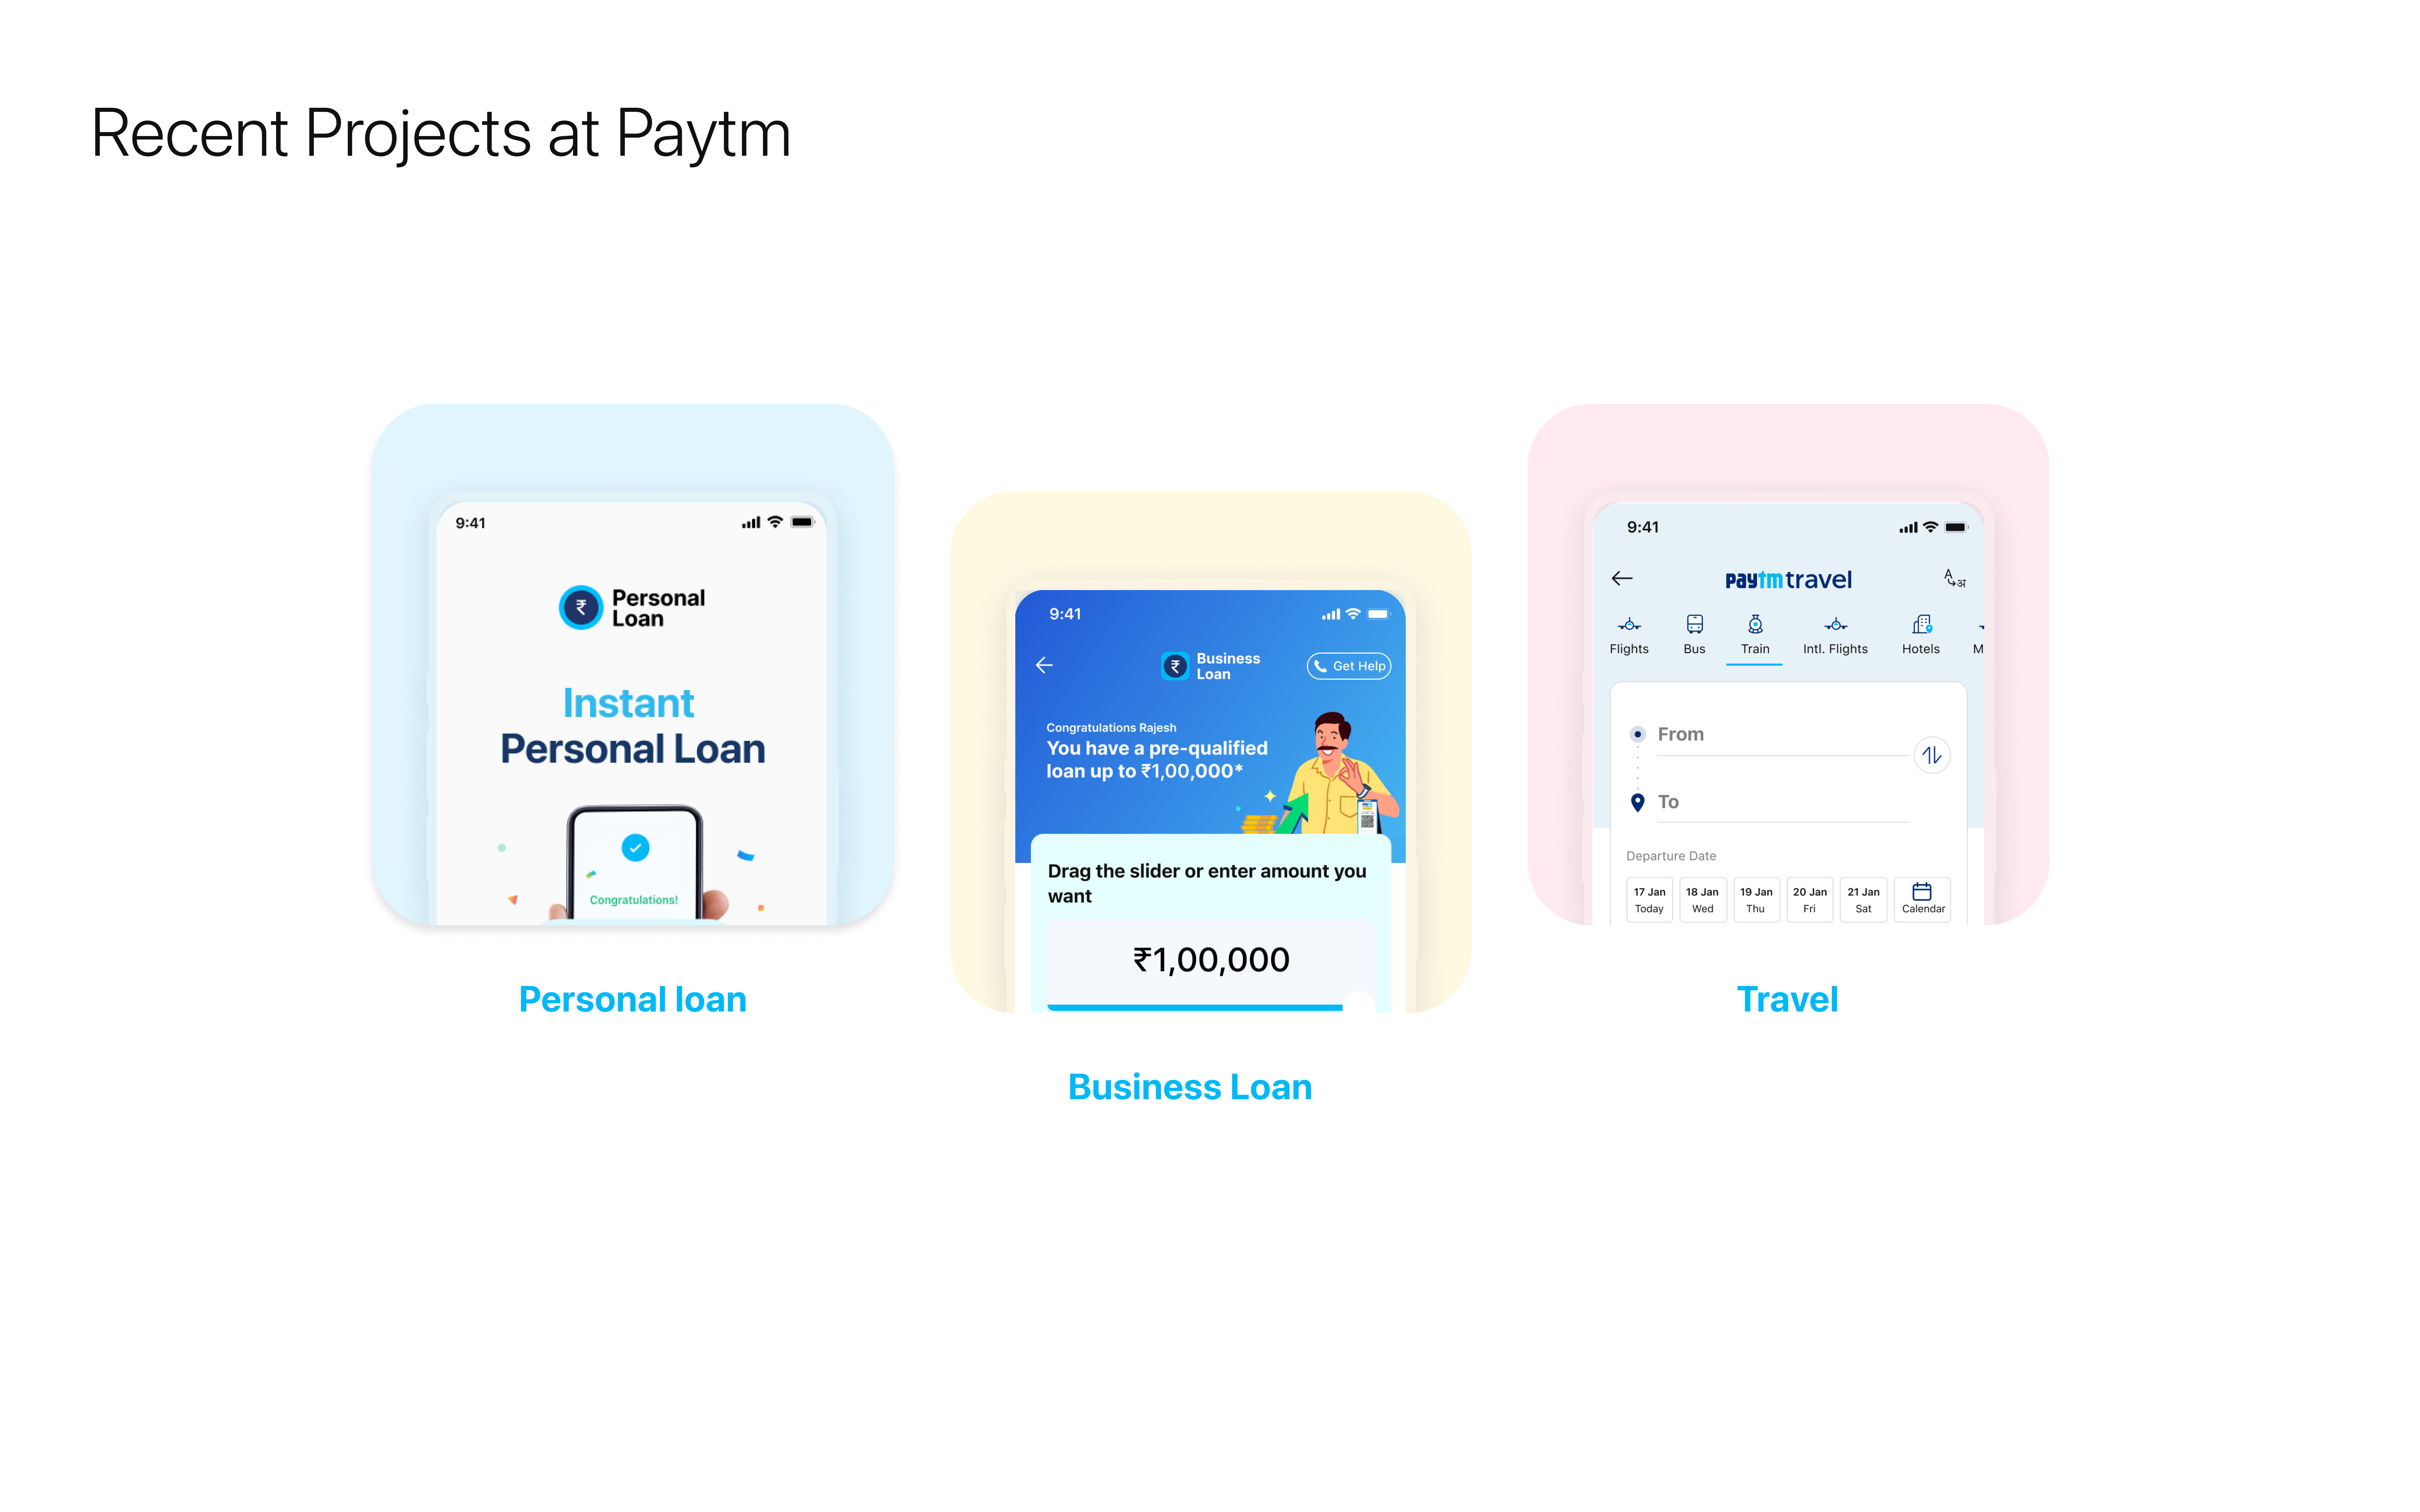 Recent Projects at Paytm
9:41
Personal
Loan
Instant
Personal Loan
Congratulations!
Personal loan
9:41
Business
Loan
Get Help
Congratulations Rajesh
You have a pre-qualified
loan up to ₹1,00,000*
Drag the slider or enter amount you
want
₹1,00,000
Business Loan
9:41
paytm travel
A अ
Flights Bus Train Intl. Flights Hotels M
From
To
Departure Date
17 Jan 18 Jan 19 Jan 20 Jan 21 Jan
Today Wed Thu Fri Sat Calendar
Travel